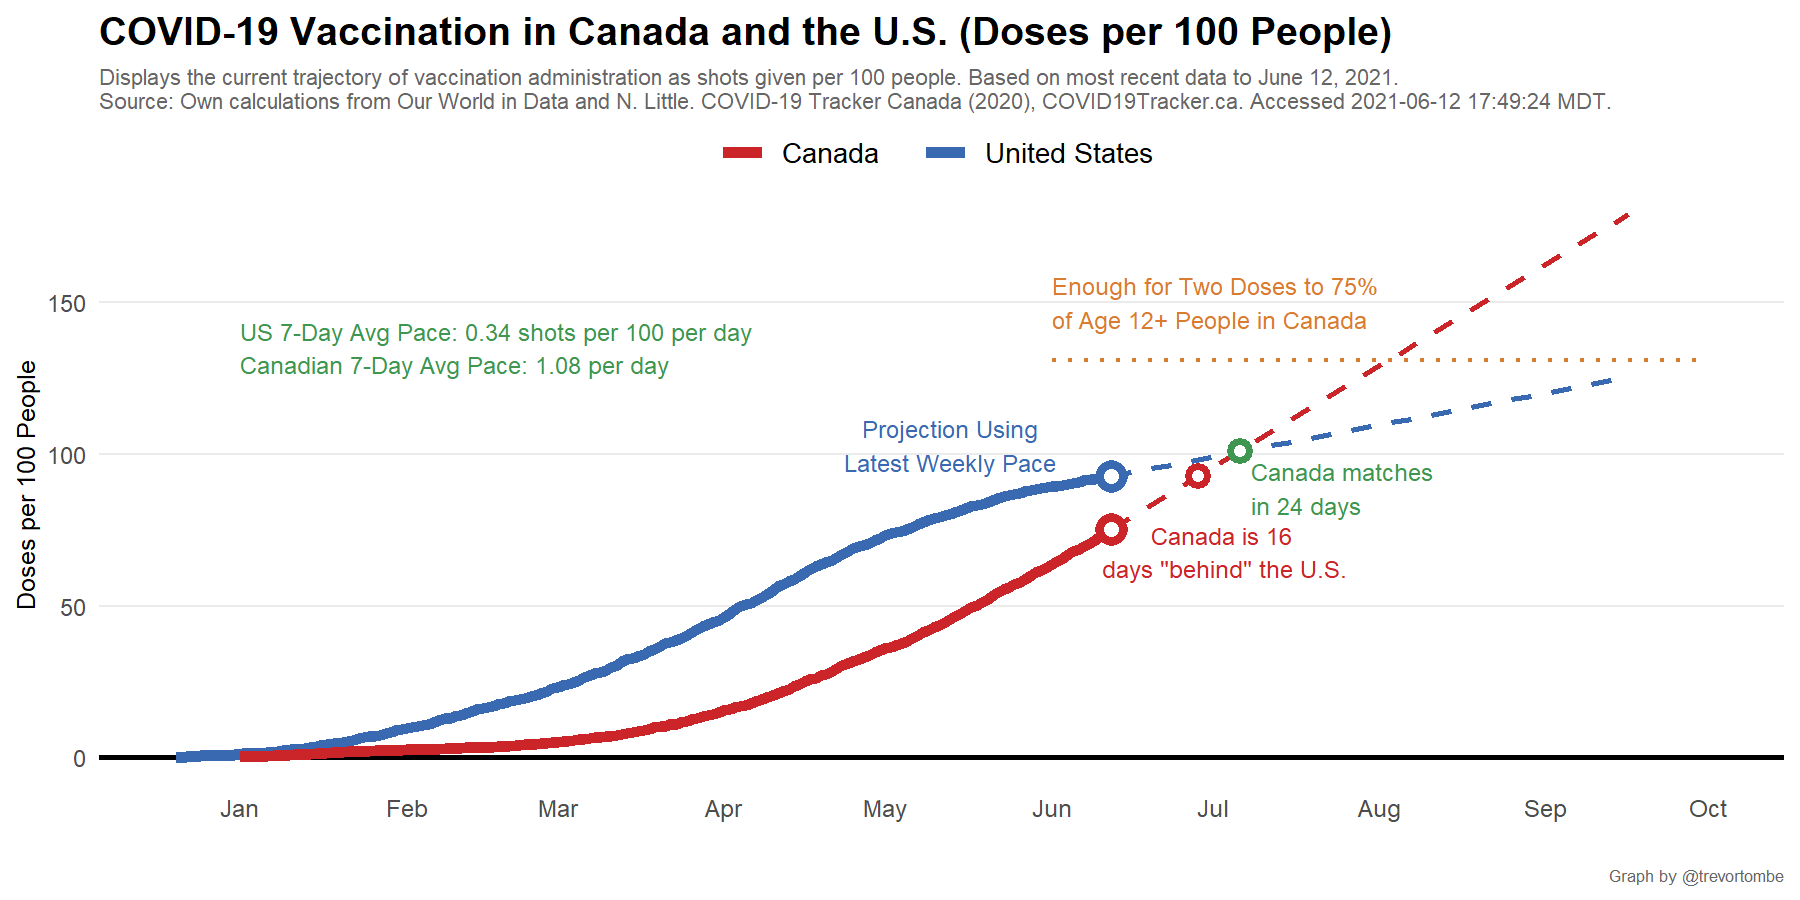 COVID-19 Vaccination in Canada and the U.S. (Doses per 100 People)
Displays the current trajectory of vaccination administration as shots given per 100 people. Based on most recent data to June 12, 2021.
Source: Own calculations from Our World in Data and N. Little. COVID-19 Tracker Canada (2020), COVID19Tracker.ca. Accessed 2021-06-12 17:49:24 MDT.
Canada
United States
Enough for Two Doses to 75%
of Age 12+ People in Canada
US 7-Day Avg Pace: 0.34 shots per 100 per day
Canadian 7-Day Avg Pace: 1.08 per day
Projection Using
Latest Weekly Pace
Canada matches
in 24 days
Canada is 16
days "behind" the U.S.
Doses per 100 People
150
100
50
0
Jan
Feb
Mar
Apr
May
Jun
Jul
Aug
Sep
Oct
Graph by @trevortombe